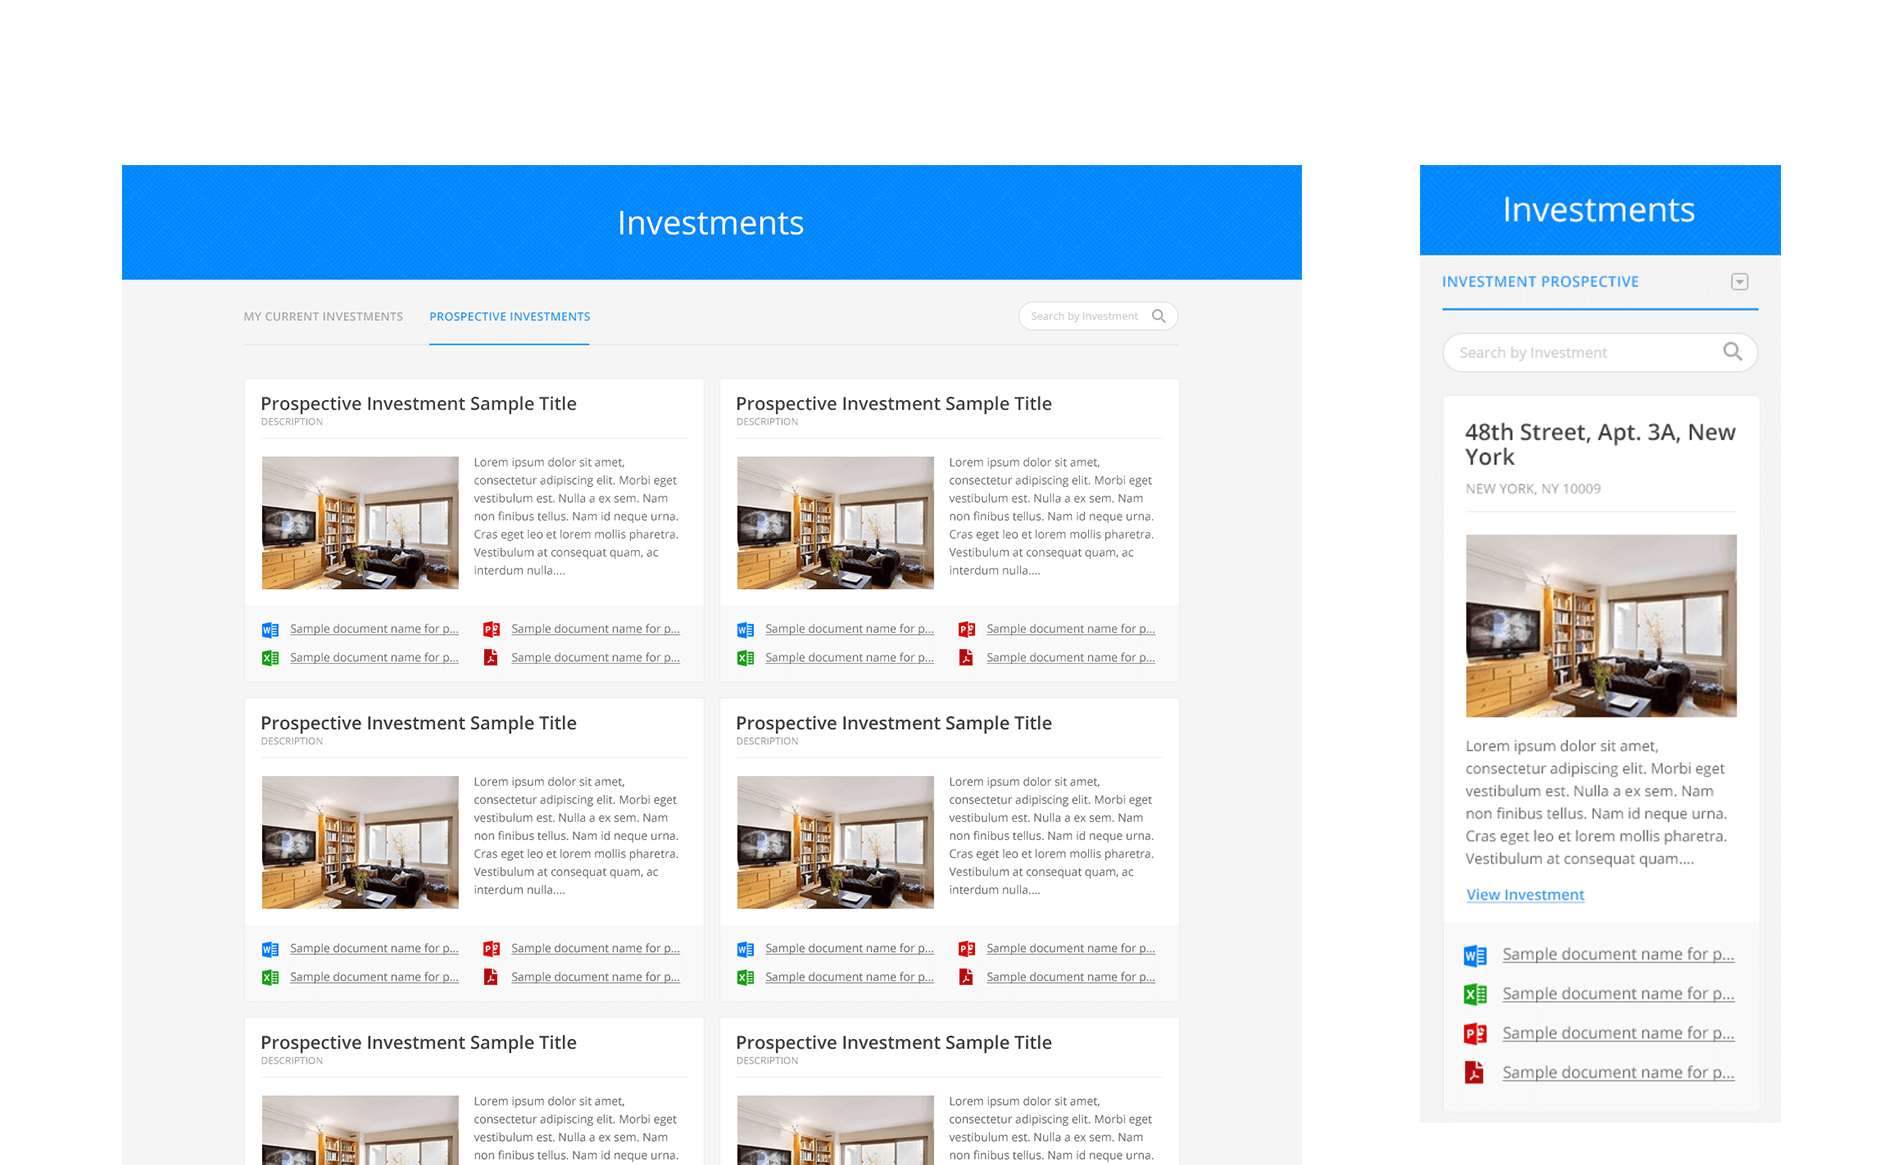 Investments
MY CURRENT INVESTMENTS
PROSPECTIVE INVESTMENTS
Search by Investment
Prospective Investment Sample Title
DESCRIPTION
Lorem ipsum dolor sit amet,
consectetur adipiscing elit. Morbi eget
vestibulum est. Nulla a ex sem. Nam
non finibus tellus. Nam id neque urna.
Cras eget leo et lorem mollis pharetra.
Vestibulum at consequat quam, ac
interdum nulla....
Sample document name for p...
Sample document name for p...
Sample document name for p...
Sample document name for p...
Prospective Investment Sample Title
DESCRIPTION
Lorem ipsum dolor sit amet,
consectetur adipiscing elit. Morbi eget
vestibulum est. Nulla a ex sem. Nam
non finibus tellus. Nam id neque urna.
Cras eget leo et lorem mollis pharetra.
Vestibulum at consequat quam, ac
interdum nulla....
Sample document name for p...
Sample document name for p...
Sample document name for p...
Sample document name for p...
Prospective Investment Sample Title
DESCRIPTION
Lorem ipsum dolor sit amet,
consectetur adipiscing elit. Morbi eget
vestibulum est. Nulla a ex sem. Nam
non finibus tellus. Nam id neque urna.
Cras eget leo et lorem mollis pharetra.
Vestibulum at consequat quam, ac
interdum nulla....
Sample document name for p...
Sample document name for p...
Sample document name for p...
Sample document name for p...
Prospective Investment Sample Title
DESCRIPTION
Lorem ipsum dolor sit amet,
consectetur adipiscing elit. Morbi eget
vestibulum est. Nulla a ex sem. Nam
non finibus tellus. Nam id neque urna.
Cras eget leo et lorem mollis pharetra.
Vestibulum at consequat quam, ac
interdum nulla....
Sample document name for p...
Sample document name for p...
Sample document name for p...
Sample document name for p...
Prospective Investment Sample Title
DESCRIPTION
Lorem ipsum dolor sit amet,
consectetur adipiscing elit. Morbi eget
vestibulum est. Nulla a ex sem. Nam
non finibus tellus. Nam id neque urna.
Prospective Investment Sample Title
DESCRIPTION
Lorem ipsum dolor sit amet,
consectetur adipiscing elit. Morbi eget
vestibulum est. Nulla a ex sem. Nam
non finibus tellus. Nam id neque urna.
Investments
INVESTMENT PROSPECTIVE
Search by Investment
48th Street, Apt. 3A, New
York
NEW YORK, NY 10009
Lorem ipsum dolor sit amet,
consectetur adipiscing elit. Morbi eget
vestibulum est. Nulla a ex sem. Nam
non finibus tellus. Nam id neque urna.
Cras eget leo et lorem mollis pharetra.
Vestibulum at consequat quam....
View Investment
Sample document name for p...
Sample document name for p...
Sample document name for p...
Sample document name for p...